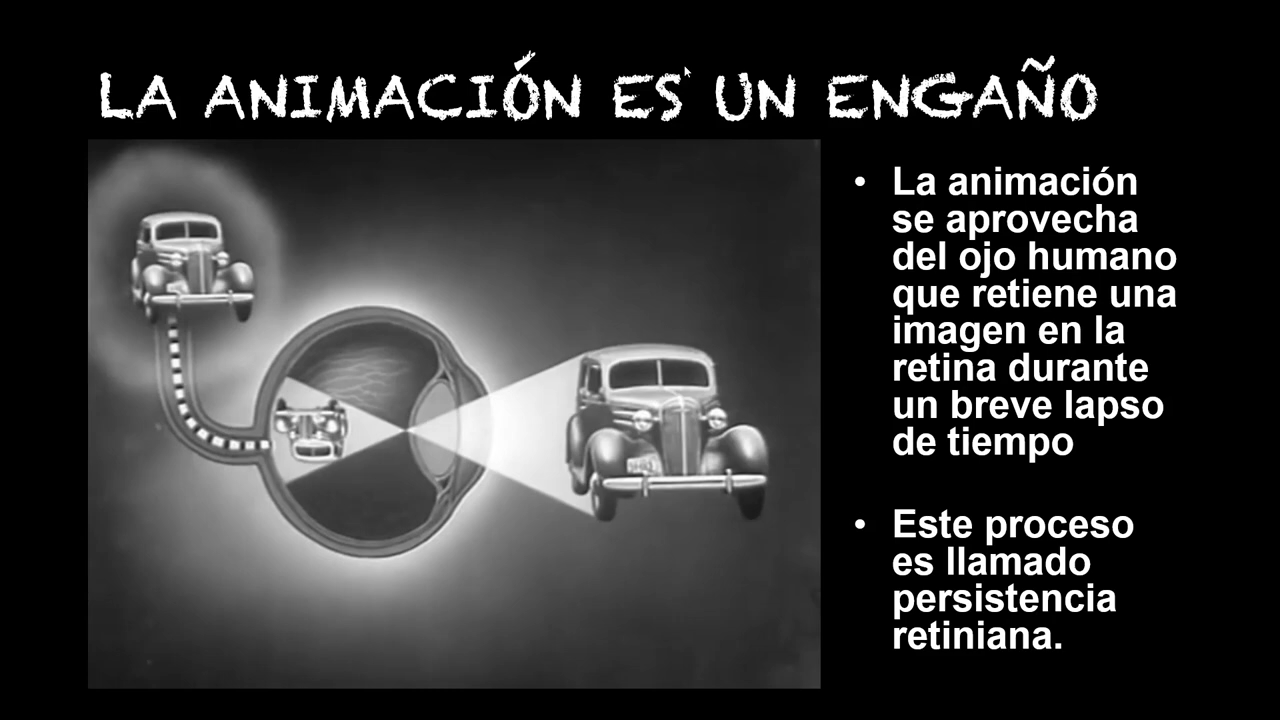 LA ANIMACIÓN ES UN ENGAÑO
• La animación
se aprovecha
del ojo humano
que retiene una
imagen en la
retina durante
un breve lapso
de tiempo
• Este proceso
es llamado
persistencia
retiniana.